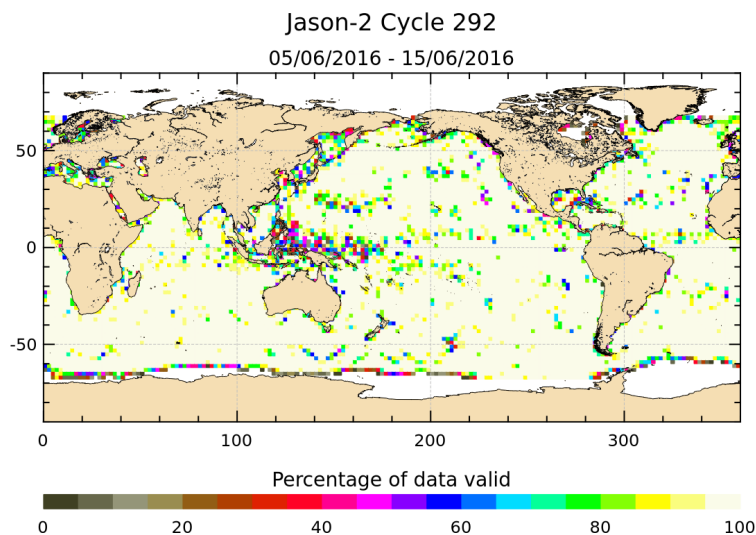 Jason-2 Cycle 292
05/06/2016 - 15/06/2016
50
0
-50
0 100 200 300
Percentage of data valid
0 20 40 60 80 100